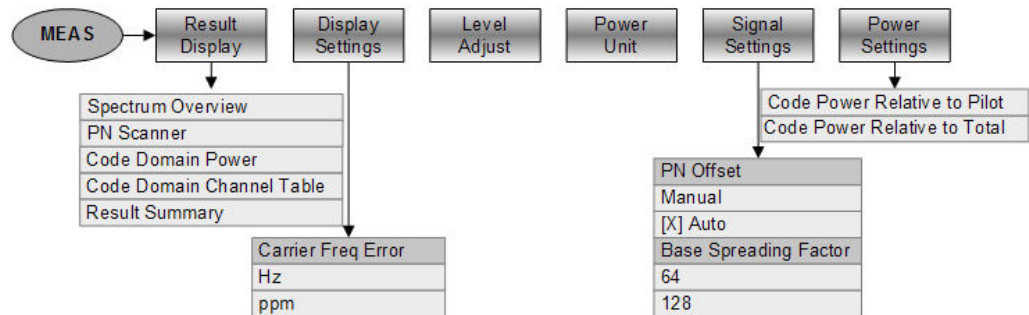 MEAS
Result
Display
Display
Settings
Level
Adjust
Power
Unit
Signal
Settings
Power
Settings
Spectrum Overview
PN Scanner
Code Domain Power
Code Domain Channel Table
Result Summary
Carrier Freq Error
Hz
ppm
PN Offset
Manual
[X] Auto
Base Spreading Factor
64
128
Code Power Relative to Pilot
Code Power Relative to Total